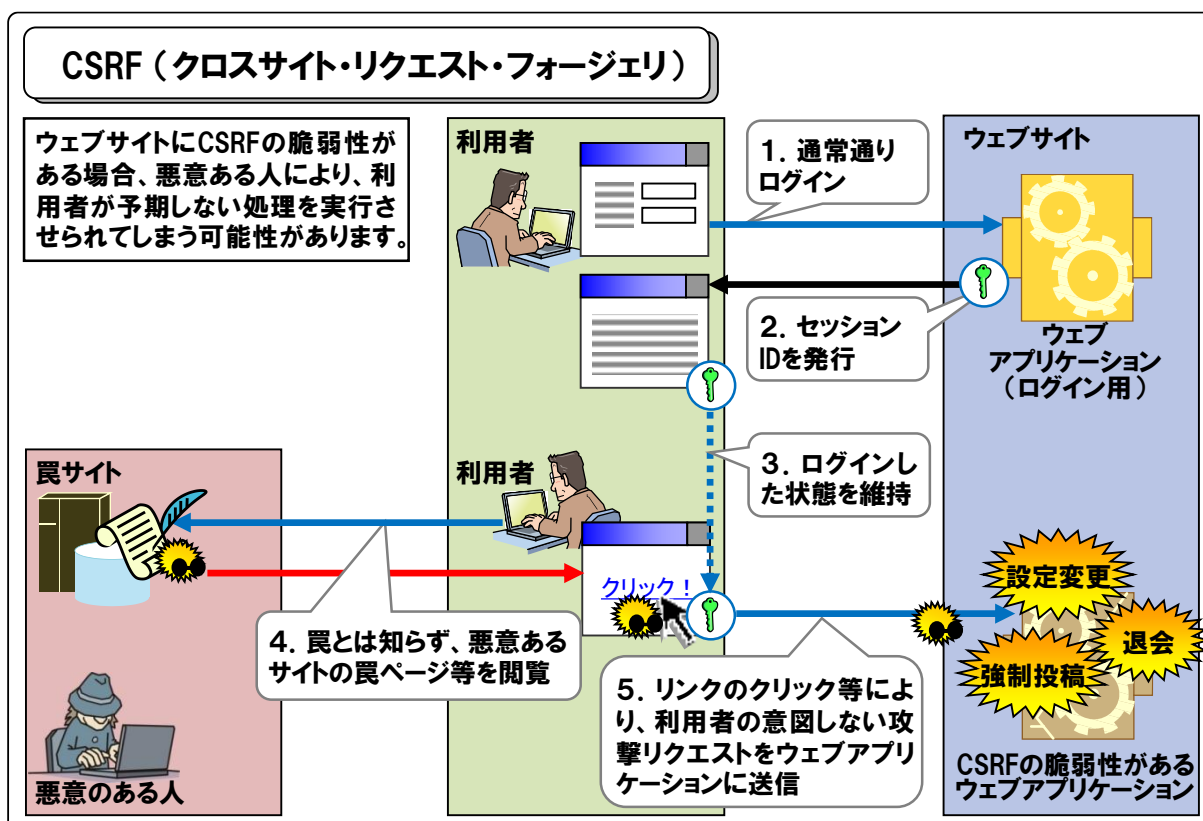 CSRF（クロスサイト・リクエスト・フォージェリ）
ウェブサイトにCSRFの脆弱性が
ある場合、悪意ある人により、利
用者が予期しない処理を実行さ
せられてしまう可能性があります。
利用者
1．通常通り
ログイン
ウェブサイト
2．セッション
IDを発行
ウェブ
アプリケーション
（ログイン用）
3．ログインし
た状態を維持
罠サイト
利用者
クリック！
4．罠とは知らず、悪意ある
サイトの罠ページ等を閲覧
設定変更
退会
強制投稿
5．リンクのクリック等によ
り、利用者の意図しない攻
撃リクエストをウェブアプリ
ケーションに送信
悪意のある人
CSRFの脆弱性がある
ウェブアプリケーション